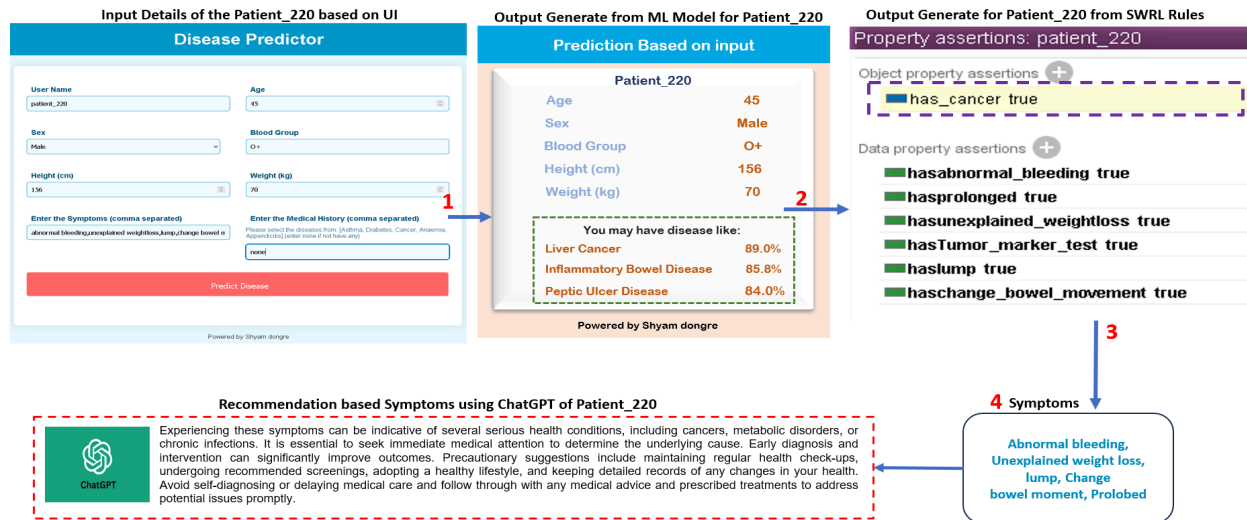 Input Details of the Patient_220 based on UI
Disease Predictor
User Name
patient_220
Age
45
Sex
Male
Blood Group
O+
Height (cm)
156
Weight (kg)
70
Enter the Symptoms (comma separated)
abnormal bleeding,unexplained weightloss,lump,change bowel m
Enter the Medical History (comma separated)
Please select the diseases from: [Asthma, Diabetes, Cancer, Anaemia,
Appendicitis] (enter none if not have any)
none
Predict Disease
Powered by Shyam dongre
1
Output Generate from ML Model for Patient_220
Prediction Based on input
Patient_220
Age 45
Sex Male
Blood Group O+
Height (cm) 156
Weight (kg) 70
You may have disease like:
Liver Cancer 89.0%
Inflammatory Bowel Disease 85.8%
Peptic Ulcer Disease 84.0%
Powered by Shyam dongre
2
Output Generate for Patient_220 from SWRL Rules
Property assertions: patient_220
Object property assertions
has_cancer true
Data property assertions
hasabnormal_bleeding true
hasprolonged true
hasunexplained_weightloss true
hasTumor_marker_test true
haslump true
haschange_bowel_movement true
3
4 Symptoms
Abnormal bleeding,
Unexplained weight loss,
lump, Change
bowel moment, Prolobed
Recommendation based Symptoms using ChatGPT of Patient_220
ChatGPT
Experiencing these symptoms can be indicative of several serious health conditions, including cancers, metabolic disorders, or
chronic infections. It is essential to seek immediate medical attention to determine the underlying cause. Early diagnosis and
intervention can significantly improve outcomes. Precautionary suggestions include maintaining regular health check-ups,
undergoing recommended screenings, adopting a healthy lifestyle, and keeping detailed records of any changes in your health.
Avoid self-diagnosing or delaying medical care and follow through with any medical advice and prescribed treatments to address
potential issues promptly.